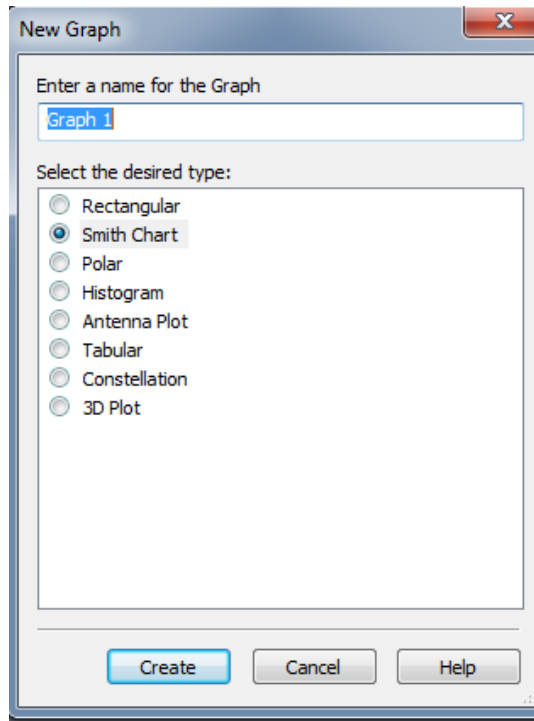 New Graph
Enter a name for the Graph
Graph 1
Select the desired type:
Rectangular
Smith Chart
Polar
Histogram
Antenna Plot
Tabular
Constellation
3D Plot
Create Cancel Help